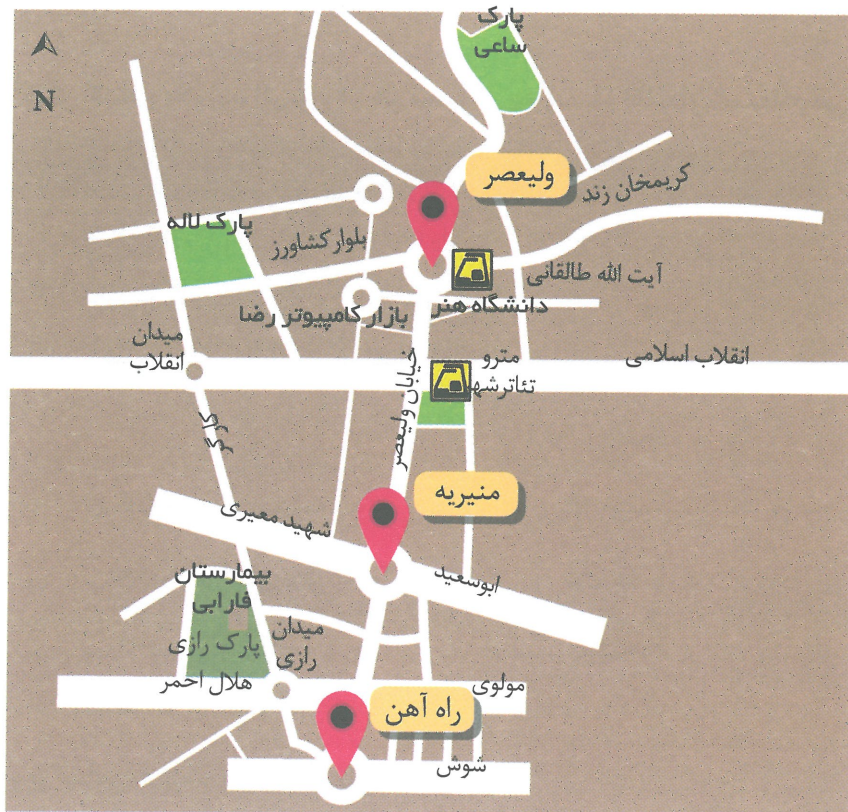 پارک
ساعی
N
ولیعصر
کریمخان زند
پارک لاله
بلوار کشاورز
آیت الله طالقانی
دانشگاه هنر
بازار کامپیوتر رضا
میدان
انقلاب
مترو
تئاترشهر
انقلاب اسلامی
خیابان ولیعصر
کارگر
منیریه
شهید معیری
ابوسعید
بیمارستان
فارابی
میدان
رازی
پارک رازی
هلال احمر
مولوی
راه آهن
شوش